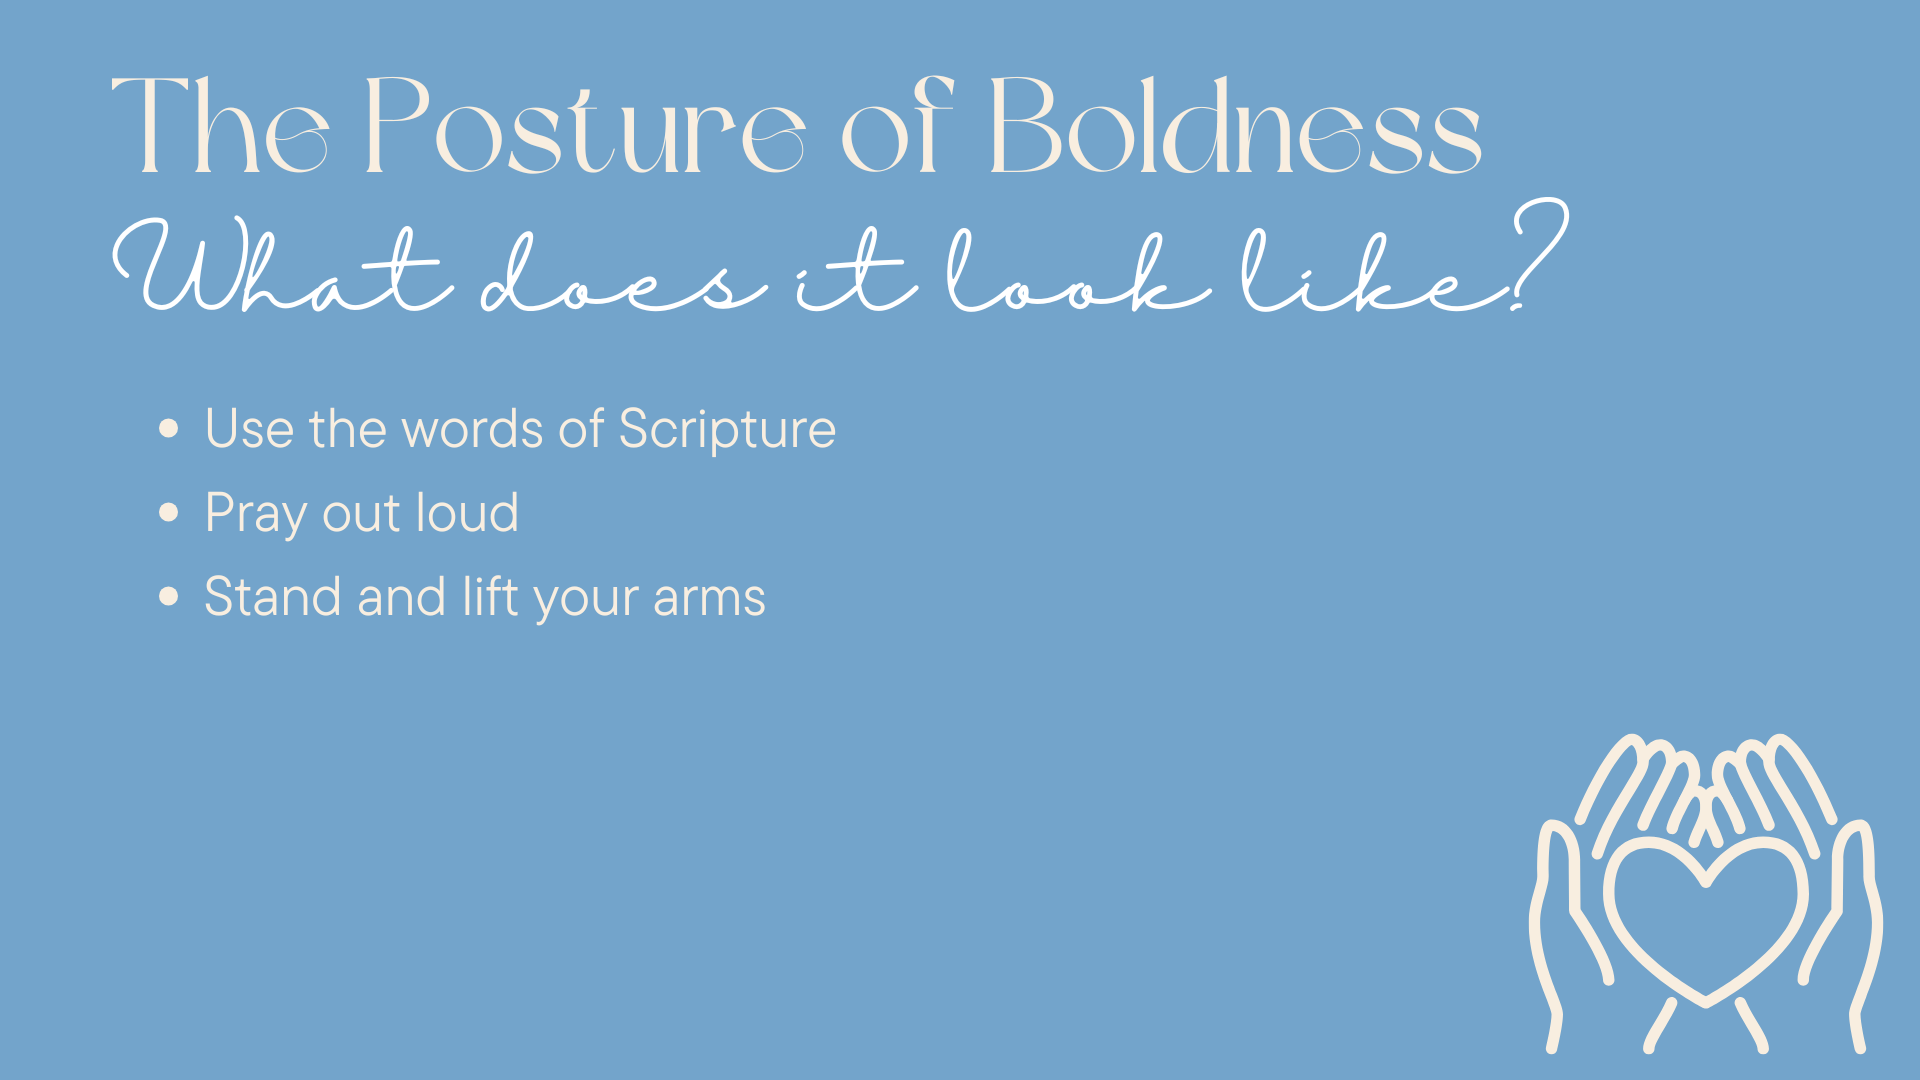 The Posture of Boldness
What does it look like?
• Use the words of Scripture
• Pray out loud
• Stand and lift your arms